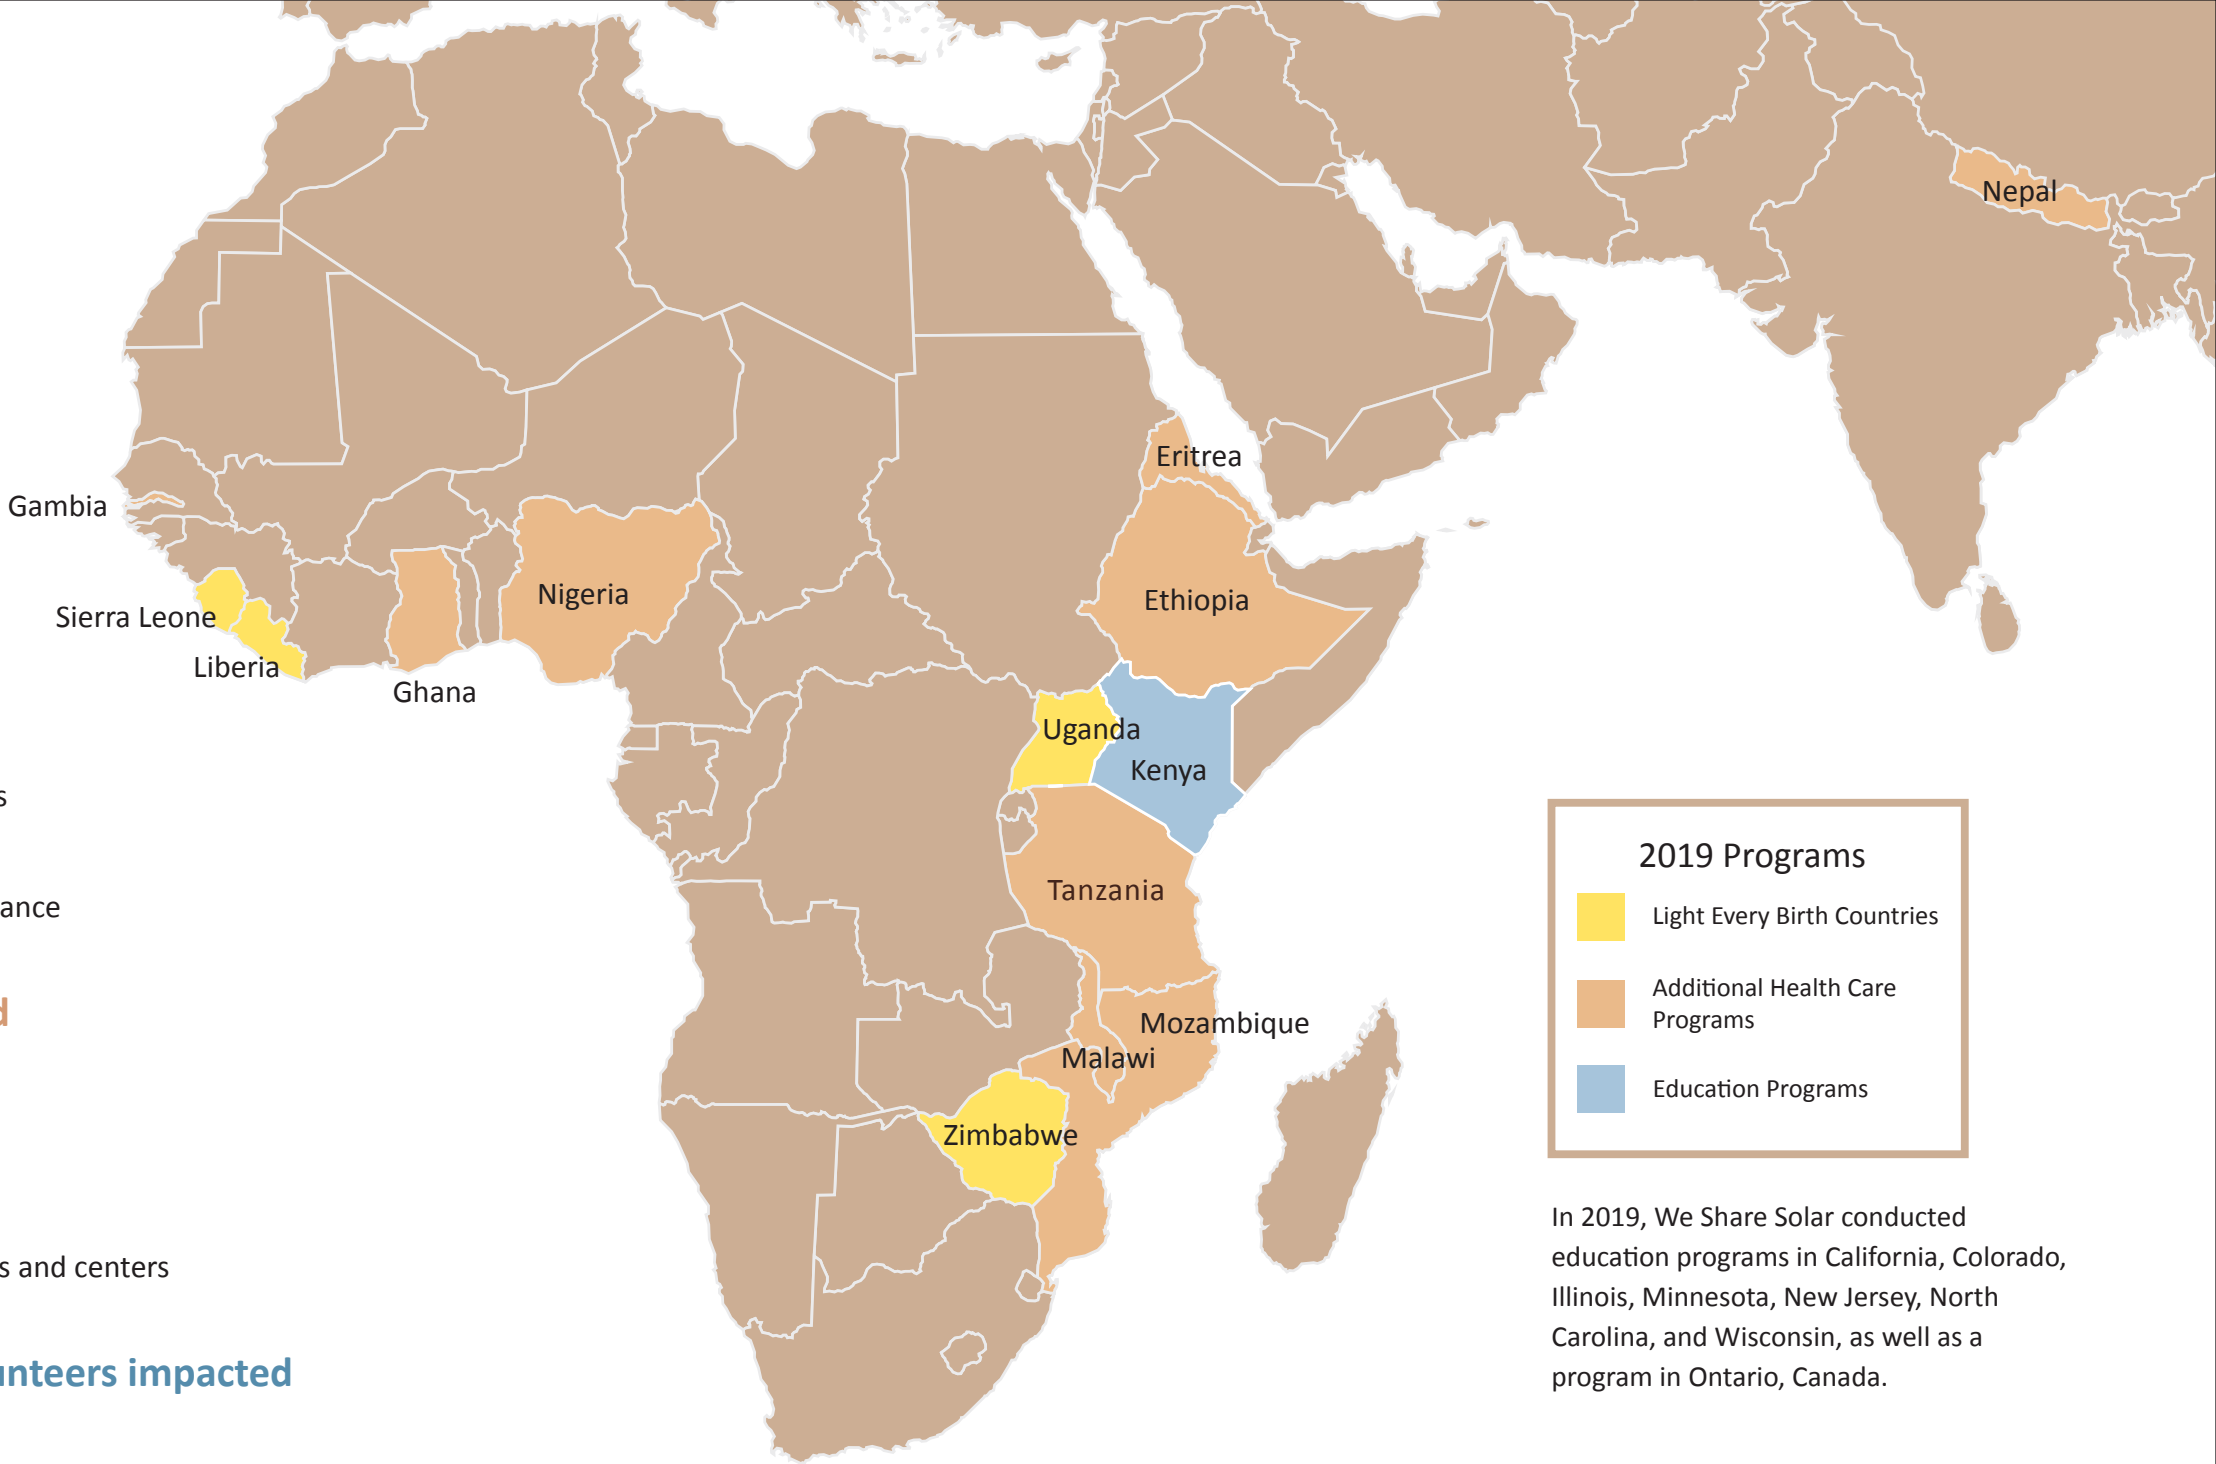 Nepal
Eritrea
Gambia
Nigeria
Ethiopia
Sierra Leone
Liberia
Ghana
Uganda
Kenya
s
ance
d
Tanzania
Mozambique
Malawi
Zimbabwe
s and centers
unteers impacted
2019 Programs
Light Every Birth Countries
Additional Health Care
Programs
Education Programs
In 2019, We Share Solar conducted
education programs in California, Colorado,
Illinois, Minnesota, New Jersey, North
Carolina, and Wisconsin, as well as a
program in Ontario, Canada.